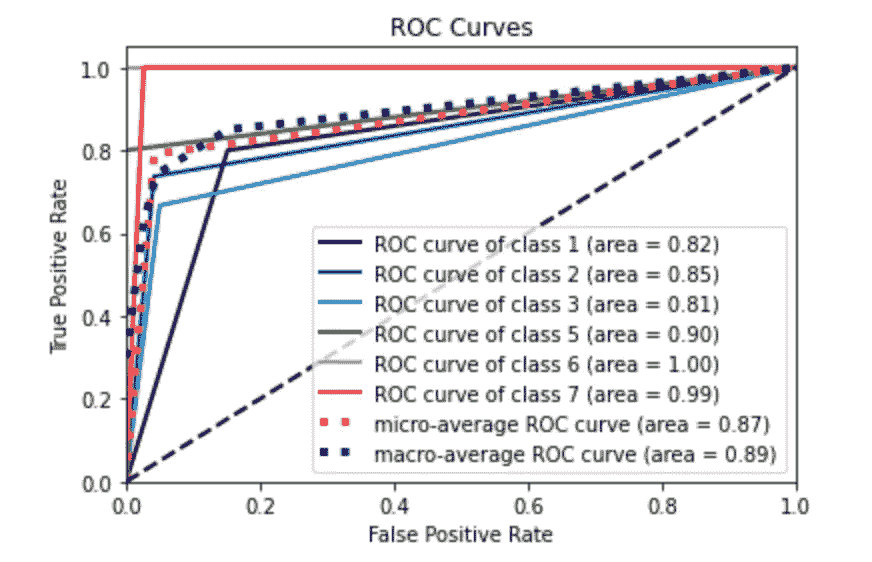 ROC Curves
True Positive Rate
1.0
0.8
0.6
0.4
0.2
0.0
ROC curve of class 1 (area = 0.82)
ROC curve of class 2 (area = 0.85)
ROC curve of class 3 (area = 0.81)
ROC curve of class 5 (area = 0.90)
ROC curve of class 6 (area = 1.00)
ROC curve of class 7 (area = 0.99)
micro-average ROC curve (area = 0.87)
macro-average ROC curve (area = 0.89)
0.0 0.2 0.4 0.6 0.8 1.0
False Positive Rate